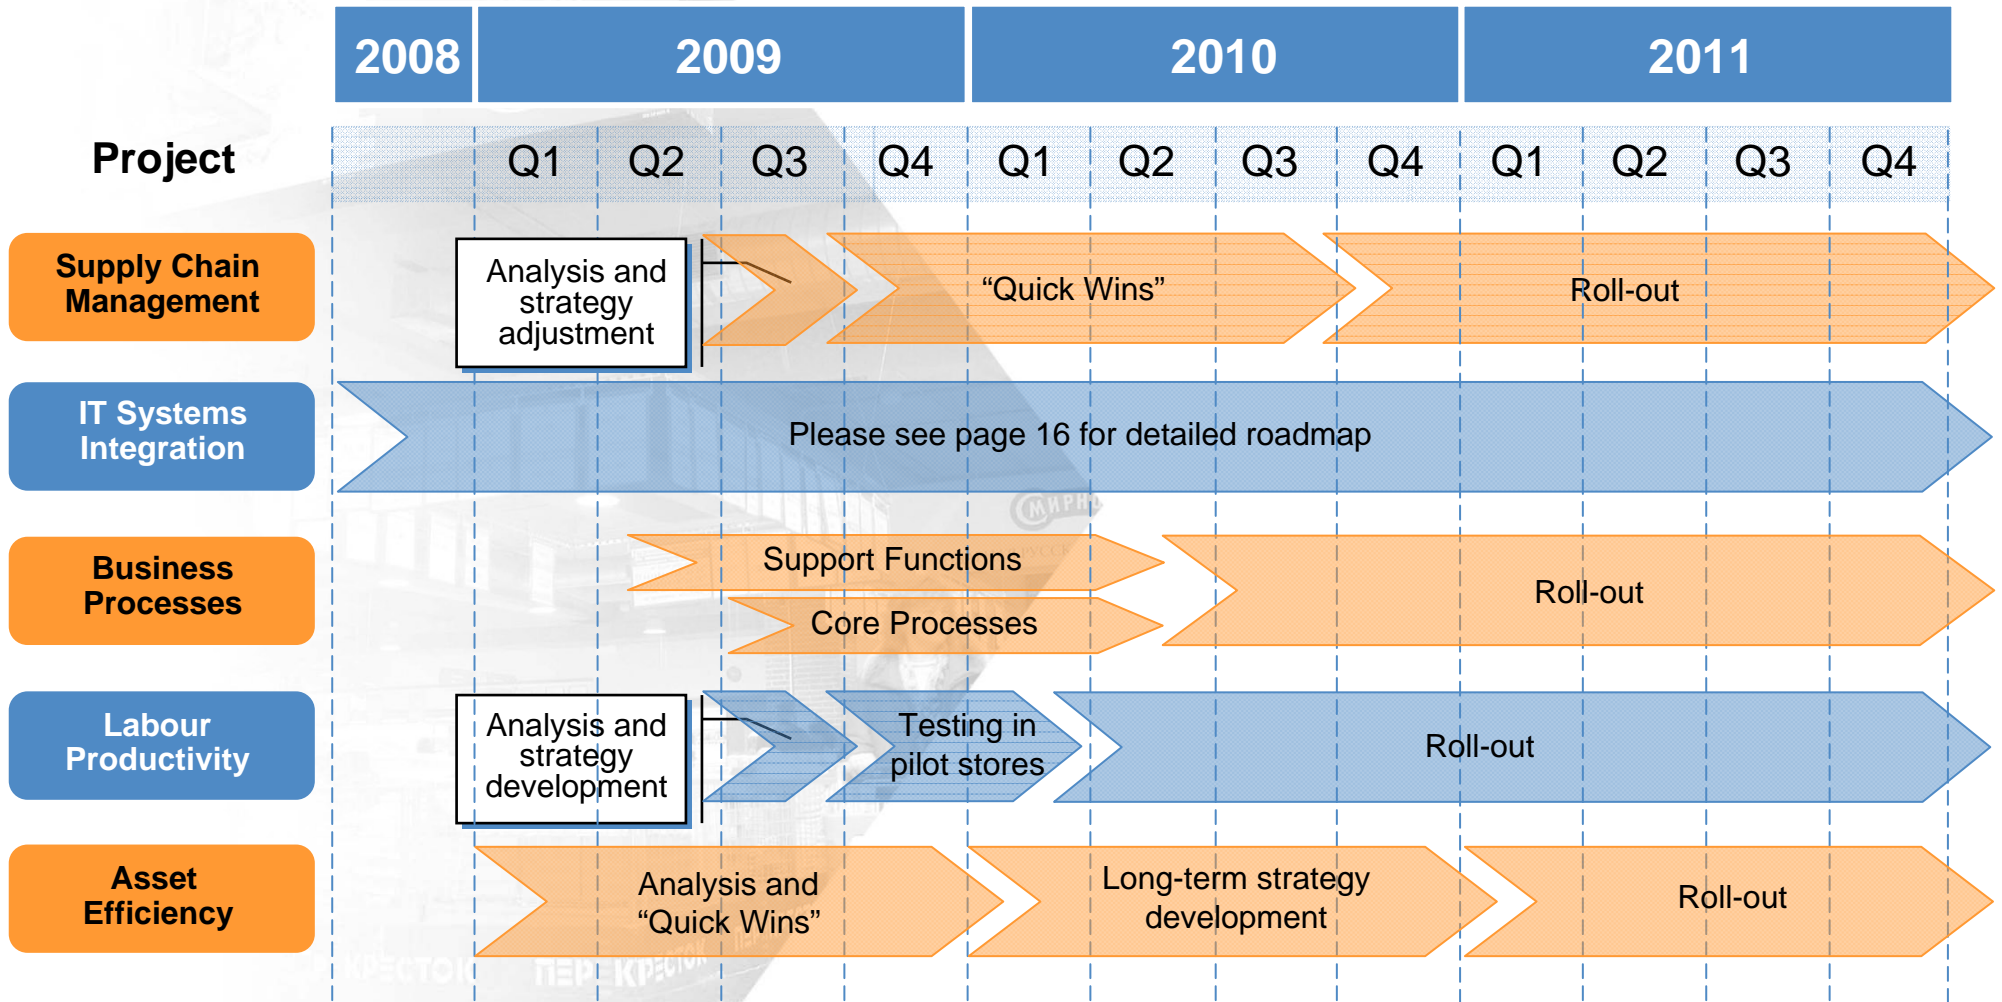 2008 2009 2010 2011
Project Q1 Q2 Q3 Q4 Q1 Q2 Q3 Q4 Q1 Q2 Q3 Q4
Supply Chain
Management
Analysis and
strategy
adjustment
“Quick Wins”
Roll-out
IT Systems
Integration
Please see page 16 for detailed roadmap
Business
Processes
Support Functions
Core Processes
Roll-out
Labour
Productivity
Analysis and
strategy
development
Testing in
pilot stores
Roll-out
Asset
Efficiency
Analysis and
“Quick Wins”
Long-term strategy
development
Roll-out
ПЕРЕКРЕСТОК